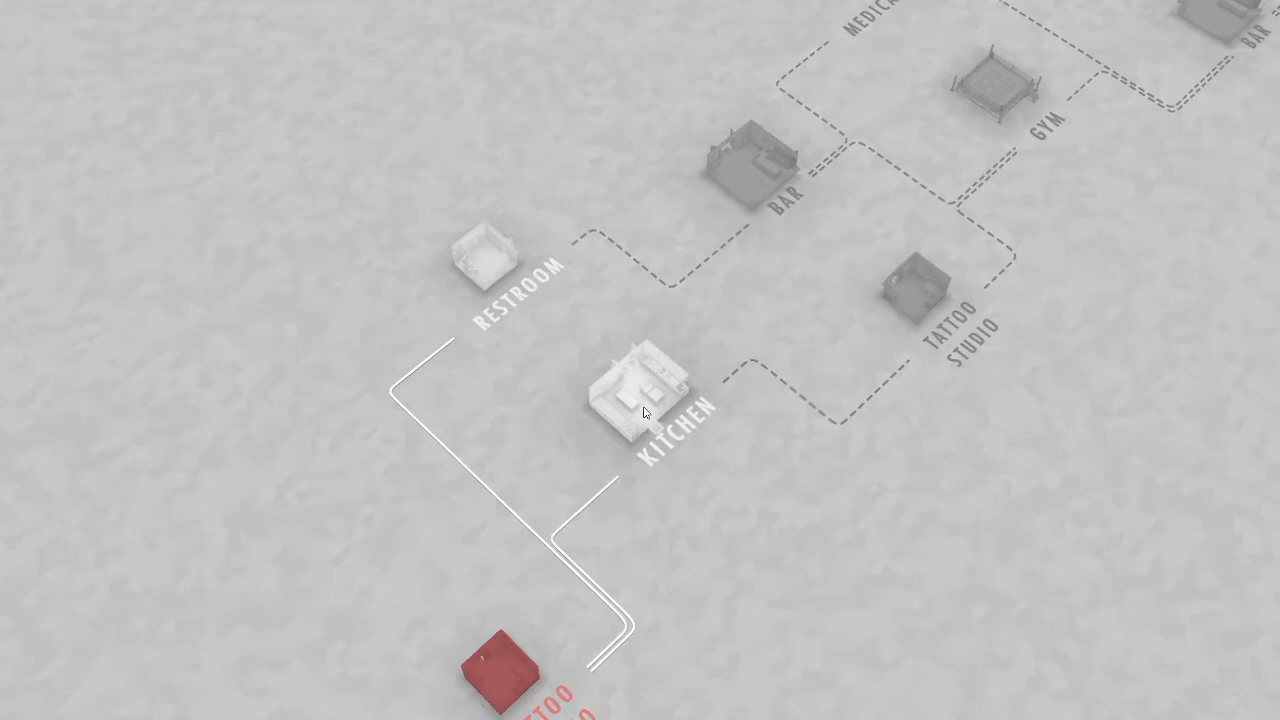 BAR
GYM
BAR
RESTROOM
TATTOO
STUDIO
KITCHEN